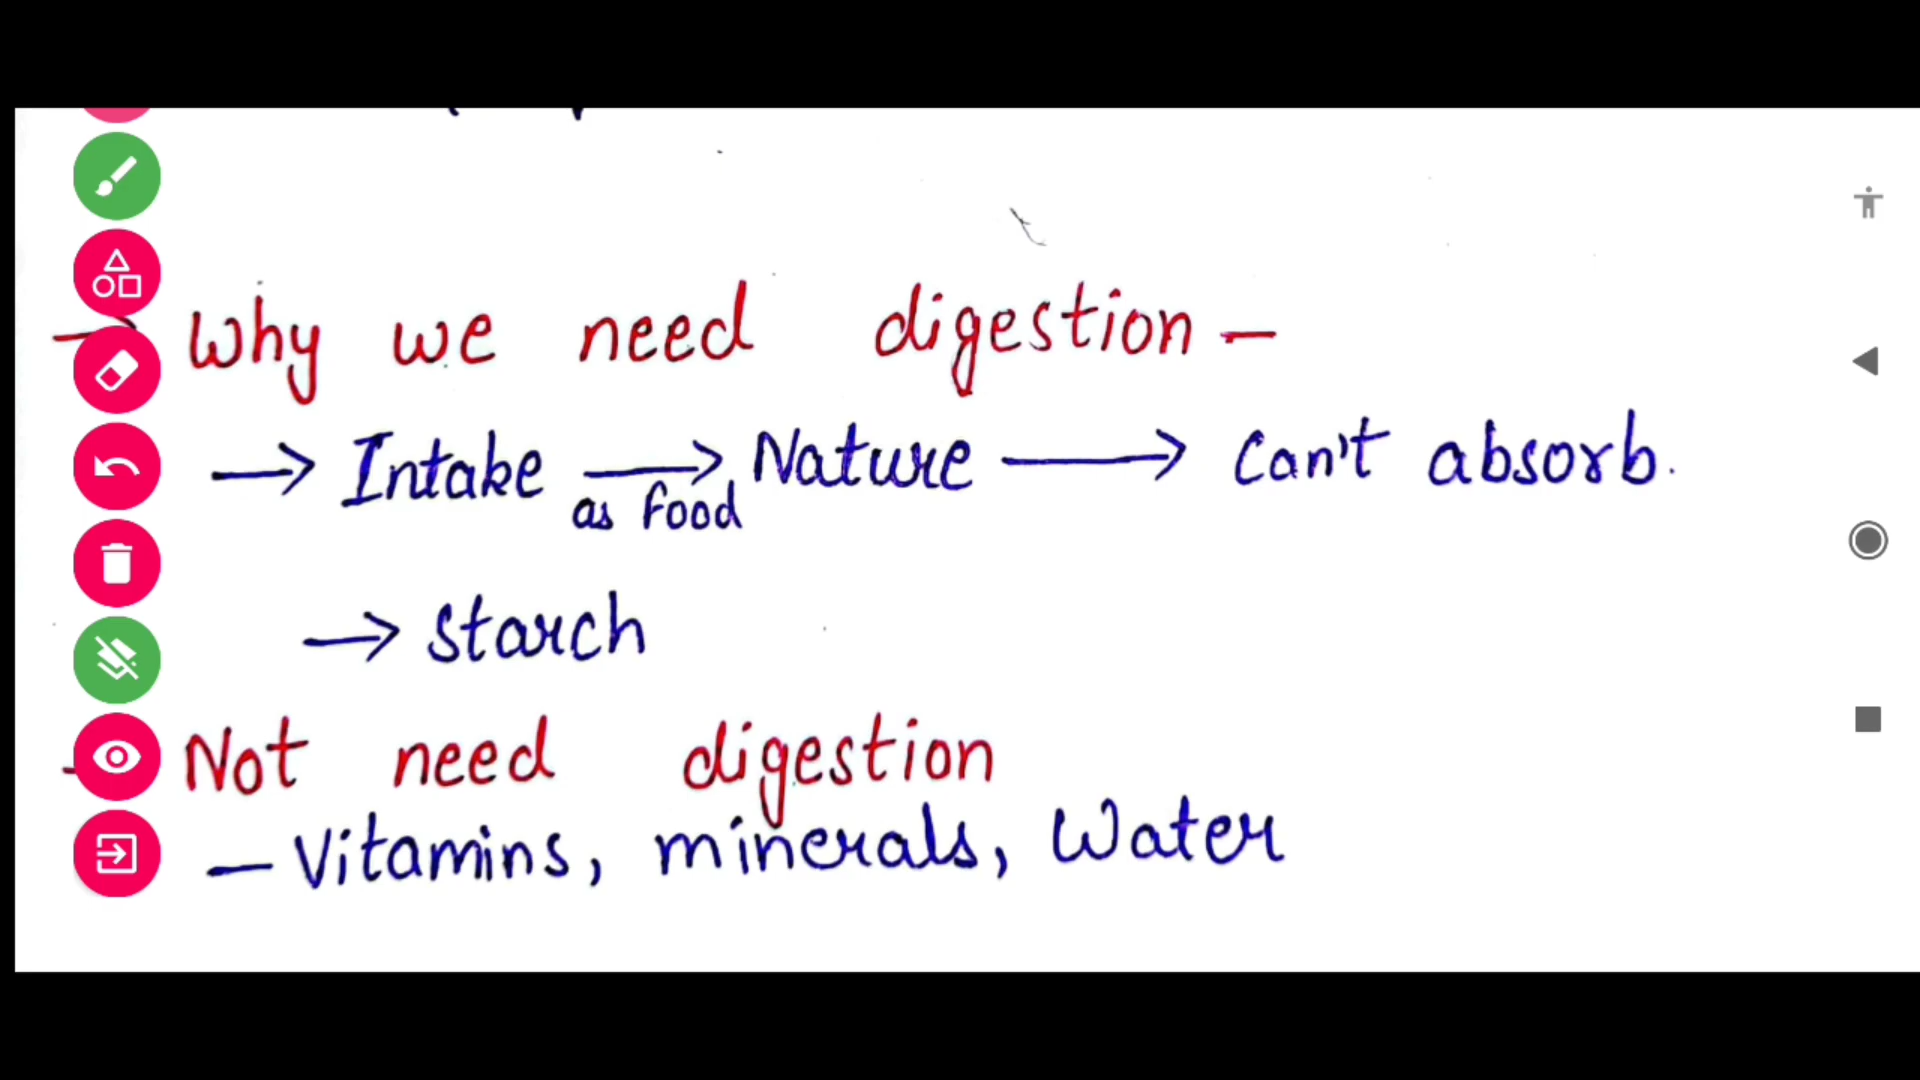 → Why we need digestion -
→ Intake → as food Nature → Can't absorb.
→ Starch
- Not need digestion
- Vitamins, minerals, Water